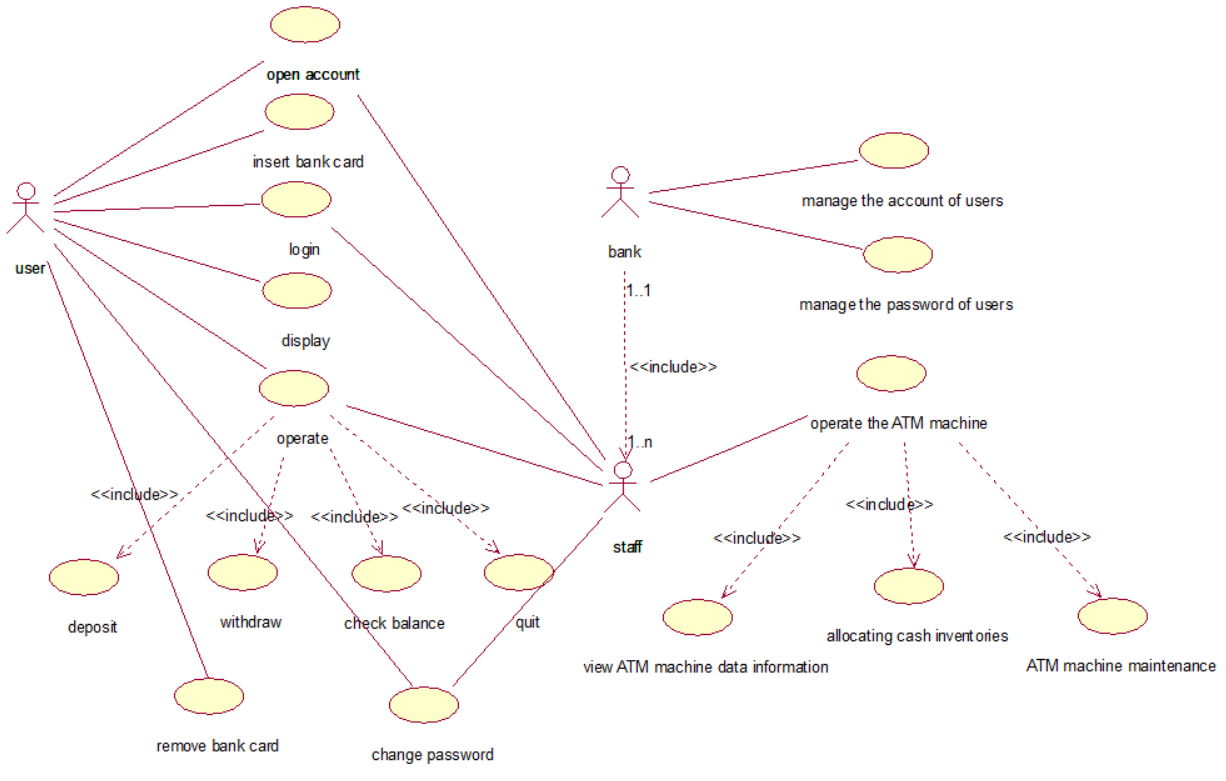 open account
insert bank card
manage the account of users
login
bank
user
1..1
manage the password of users
display
<<include>>
operate the ATM machine
operate
1..n
<<include>>
<<include>>
<<include>>
<<include>>
<<include>>
<<include>>
<<include>>
staff
deposit
withdraw
check balance
quit
allocating cash inventories
view ATM machine data information
ATM machine maintenance
remove bank card
change password